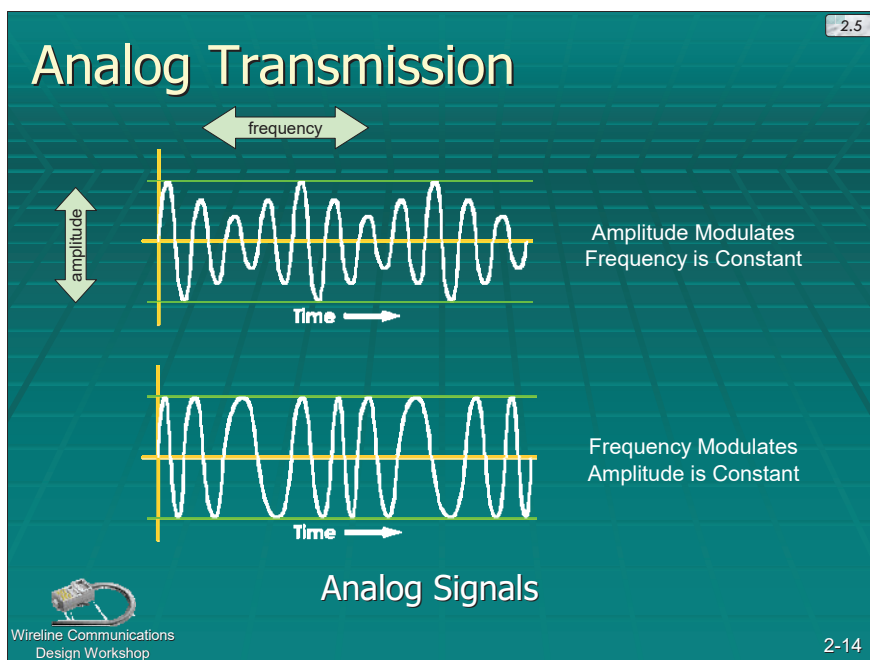 2.5
Analog Transmission
frequency
amplitude
Amplitude Modulates
Frequency is Constant
Time
Frequency Modulates
Amplitude is Constant
Time
Analog Signals
Wireline Communications
Design Workshop
2-14